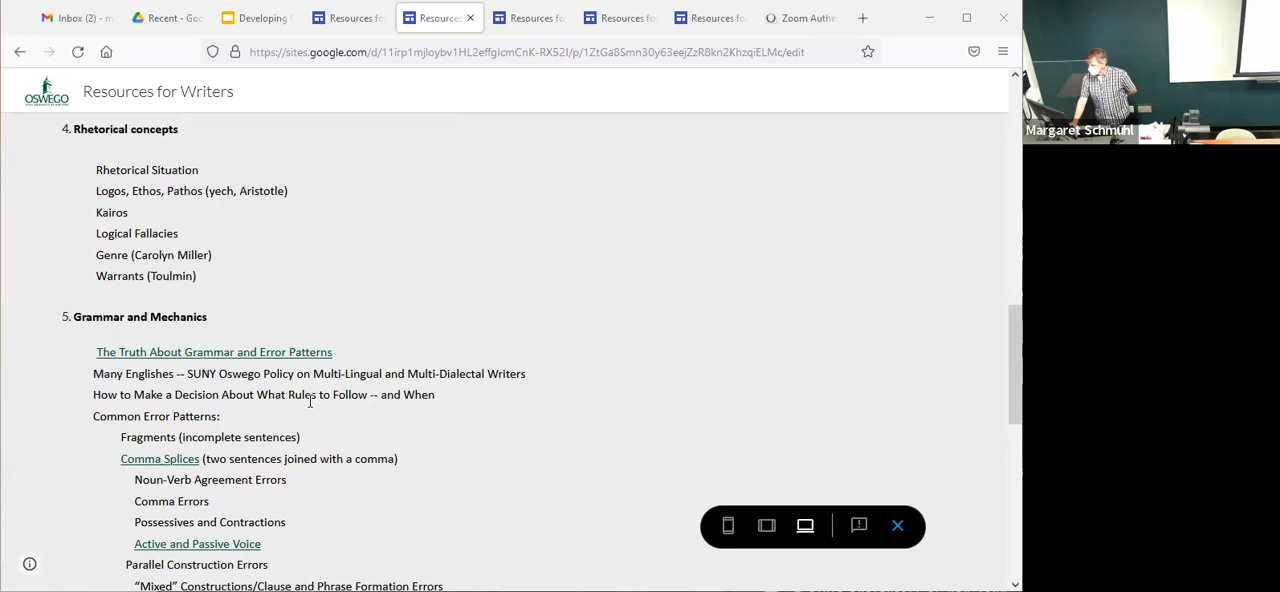 Inbox (2) - m
Recent - Goo
Developing
Resources fo
Resources
Resources fo
Resources fo
Resources fo
Zoom Authe
https://sites.google.com/d/11irp1mjloybv1HL2effgIcmCnK-RX52I/p/1ZtGa8Smn30y63eejZzR8kn2KhzqiELMc/edit
OSWEGO
Resources for Writers
4. Rhetorical concepts
Rhetorical Situation
Logos, Ethos, Pathos (yech, Aristotle)
Kairos
Logical Fallacies
Genre (Carolyn Miller)
Warrants (Toulmin)
5. Grammar and Mechanics
The Truth About Grammar and Error Patterns
Many Englishes -- SUNY Oswego Policy on Multi-Lingual and Multi-Dialectal Writers
How to Make a Decision About What Rules to Follow -- and When
Common Error Patterns:
Fragments (incomplete sentences)
Comma Splices (two sentences joined with a comma)
Noun-Verb Agreement Errors
Comma Errors
Possessives and Contractions
Active and Passive Voice
Parallel Construction Errors
"Mixed" Constructions/Clause and Phrase Formation Errors
Margaret Schmuhl